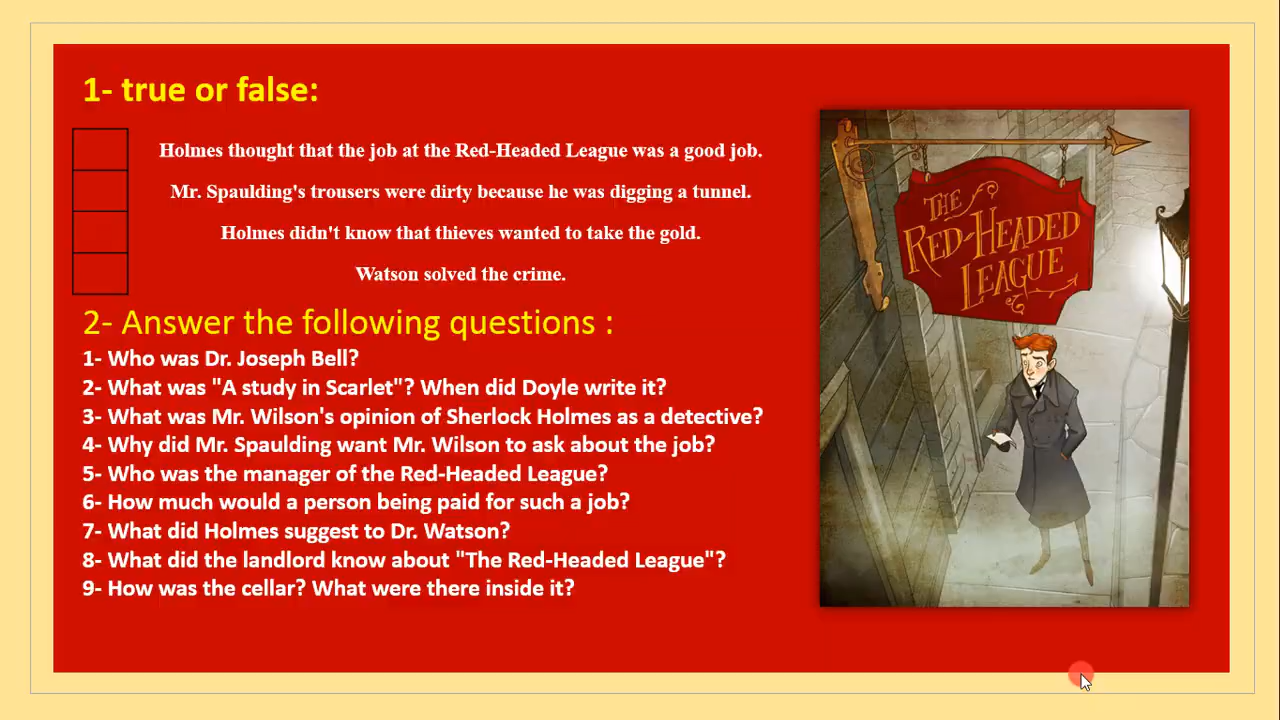 1- true or false:
Holmes thought that the job at the Red-Headed League was a good job.
Mr. Spaulding's trousers were dirty because he was digging a tunnel.
Holmes didn't know that thieves wanted to take the gold.
Watson solved the crime.
2- Answer the following questions :
1- Who was Dr. Joseph Bell?
2- What was "A study in Scarlet"? When did Doyle write it?
3- What was Mr. Wilson's opinion of Sherlock Holmes as a detective?
4- Why did Mr. Spaulding want Mr. Wilson to ask about the job?
5- Who was the manager of the Red-Headed League?
6- How much would a person being paid for such a job?
7- What did Holmes suggest to Dr. Watson?
8- What did the landlord know about "The Red-Headed League"?
9- How was the cellar? What were there inside it?
THE
RED-HEADED
LEAGUE